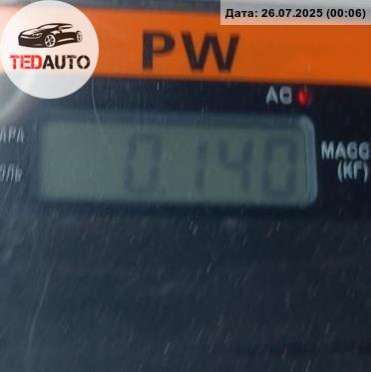 Дата: 26.07.2025 (00:06)
TEDAUTO
PW
AC
МАСС
(КГ)
0.140